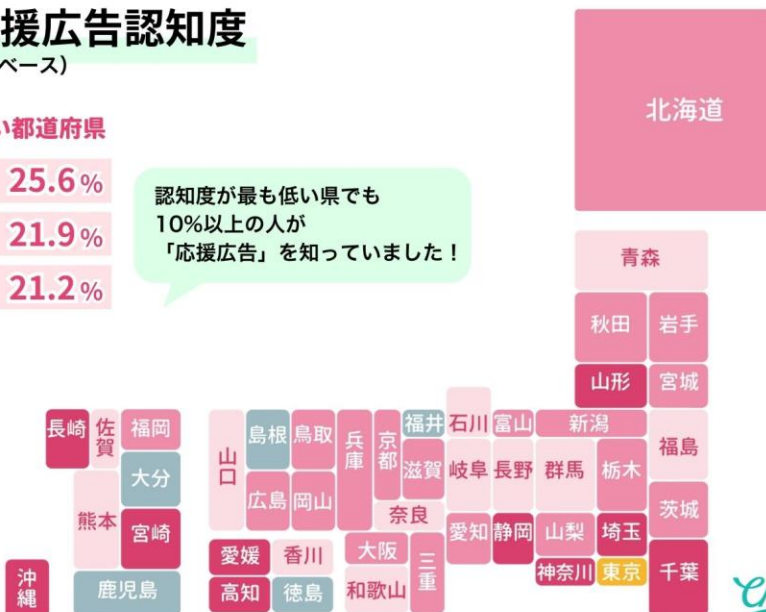 援広告認知度
ベース）
い都道府県
25.6%
21.9%
21.2%
認知度が最も低い県でも
10%以上の人が
「応援広告」を知っていました！
北海道
青森
秋田
岩手
山形
宮城
福島
長崎
佐賀
福岡
大分
熊本
宮崎
鹿児島
沖縄
山口
島根
鳥取
広島
岡山
兵庫
京都
福井
滋賀
奈良
石川
富山
新潟
岐阜
長野
群馬
栃木
茨城
愛知
静岡
山梨
埼玉
神奈川
東京
千葉
愛媛
香川
高知
徳島
大阪
和歌山
三重